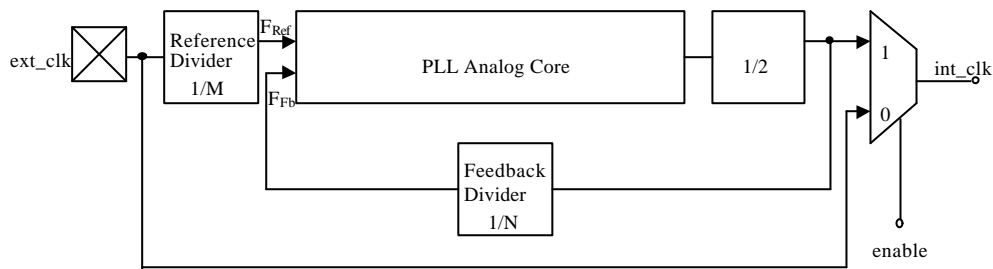 ext_clk
Reference
Divider
1/M
FRef
FFb
PLL Analog Core
1/2
1
0
int_clk
Feedback
Divider
1/N
enable